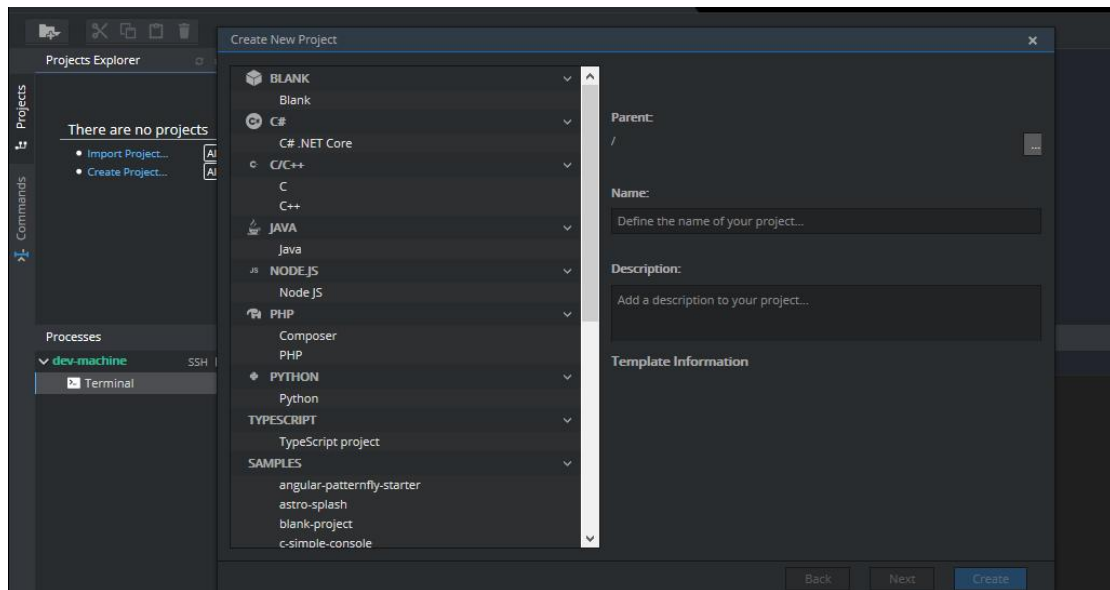 Create New Project
Projects Explorer
Projects
Commands
There are no projects
Import Project...
Create Project...
Processes
dev-machine
SSH
Terminal
BLANK
Blank
C#
C# .NET Core
C/C++
C
C++
JAVA
Java
JS NODE.JS
Node JS
PHP
Composer
PHP
PYTHON
Python
TYPESCRIPT
TypeScript project
SAMPLES
angular-patternfly-starter
astro-splash
blank-project
c-simple-console
Parent:
/
...
Name:
Define the name of your project...
Description:
Add a description to your project...
Template Information
Back
Next
Create